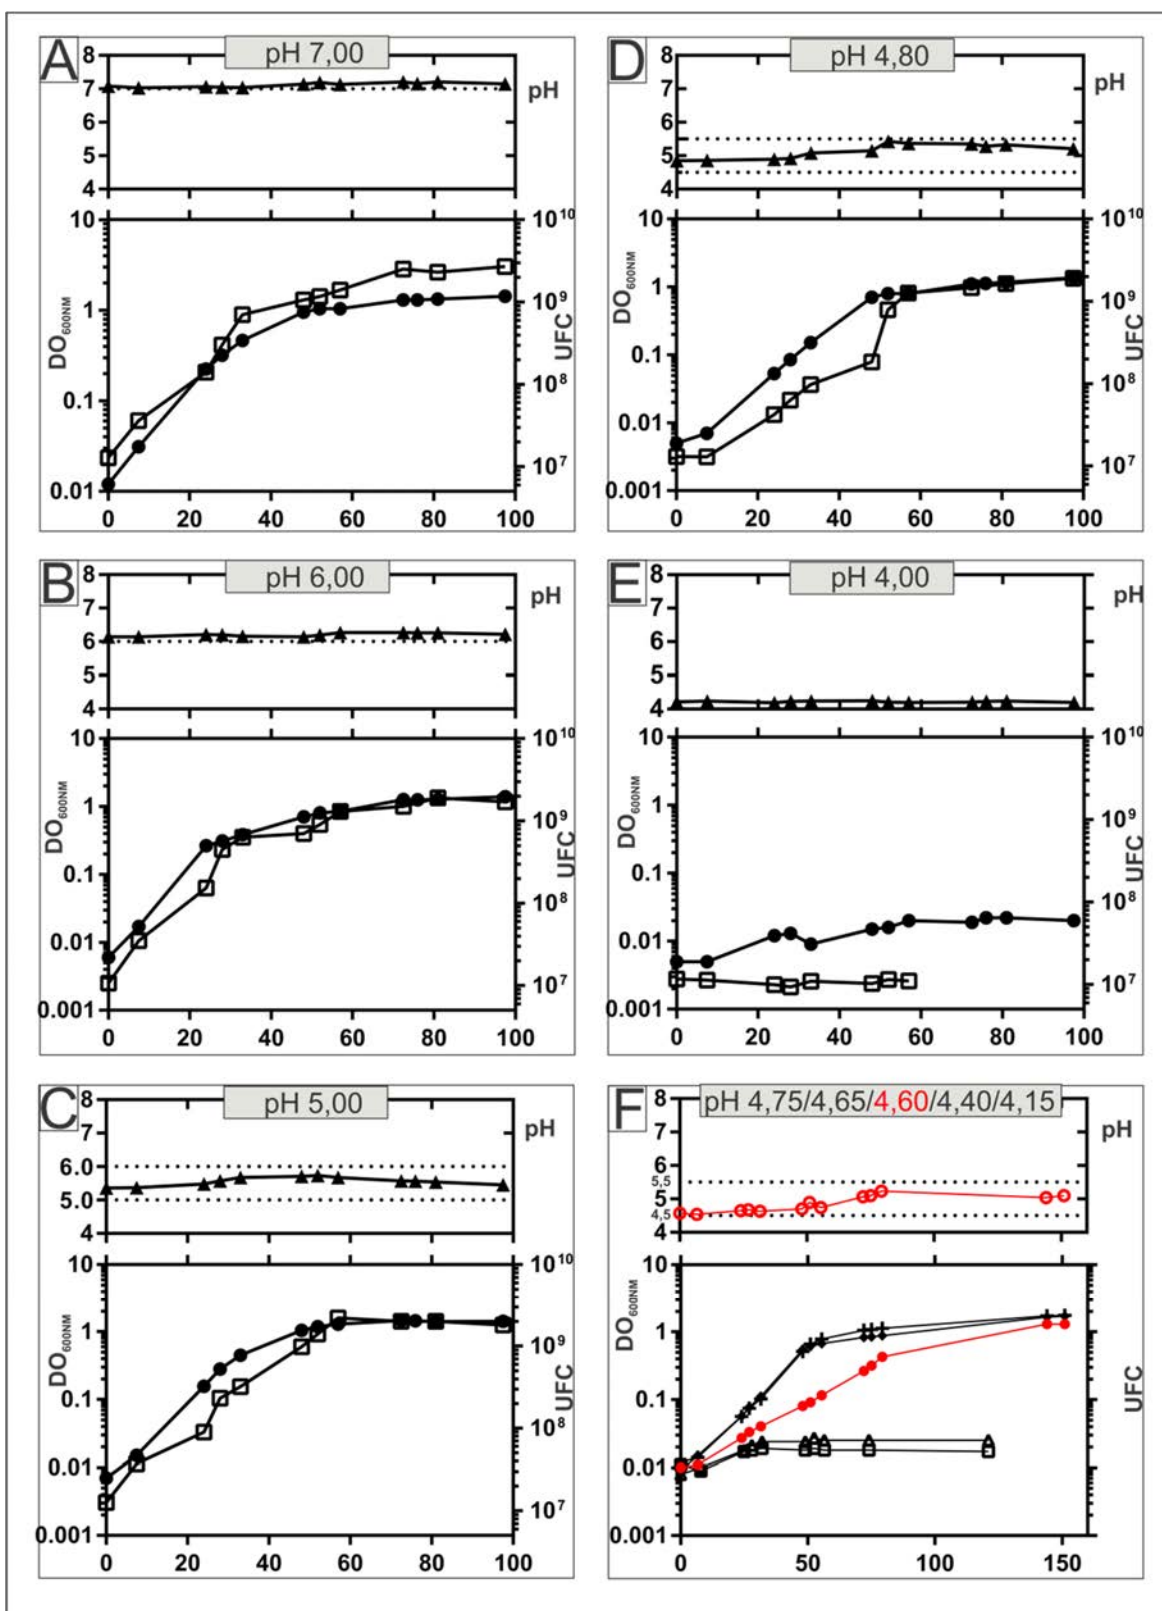 A
pH 7,00
8
7
6
5
4
pH
10
1
0.1
0.01
DO600NM
10^10
10^9
10^8
10^7
UFC
0 20 40 60 80 100
D
pH 4,80
8
7
6
5
4
pH
10
1
0.1
0.01
0.001
DO600NM
10^10
10^9
10^8
10^7
UFC
0 20 40 60 80 100
B
pH 6,00
8
7
6
5
4
pH
10
1
0.1
0.01
0.001
DO600NM
10^10
10^9
10^8
10^7
UFC
0 20 40 60 80 100
E
pH 4,00
8
7
6
5
4
pH
10
1
0.1
0.01
0.001
DO600NM
10^10
10^9
10^8
10^7
UFC
0 20 40 60 80 100
C
pH 5,00
8
7
6.0
5.0
4
pH
10
1
0.1
0.01
0.001
DO600NM
10^10
10^9
10^8
10^7
UFC
0 20 40 60 80 100
F
pH 4,75/4,65/4,60/4,40/4,15
8
7
6
5,5
5
4,5
4
pH
10
1
0.1
0.01
0.001
DO600NM
UFC
0 50 100 150